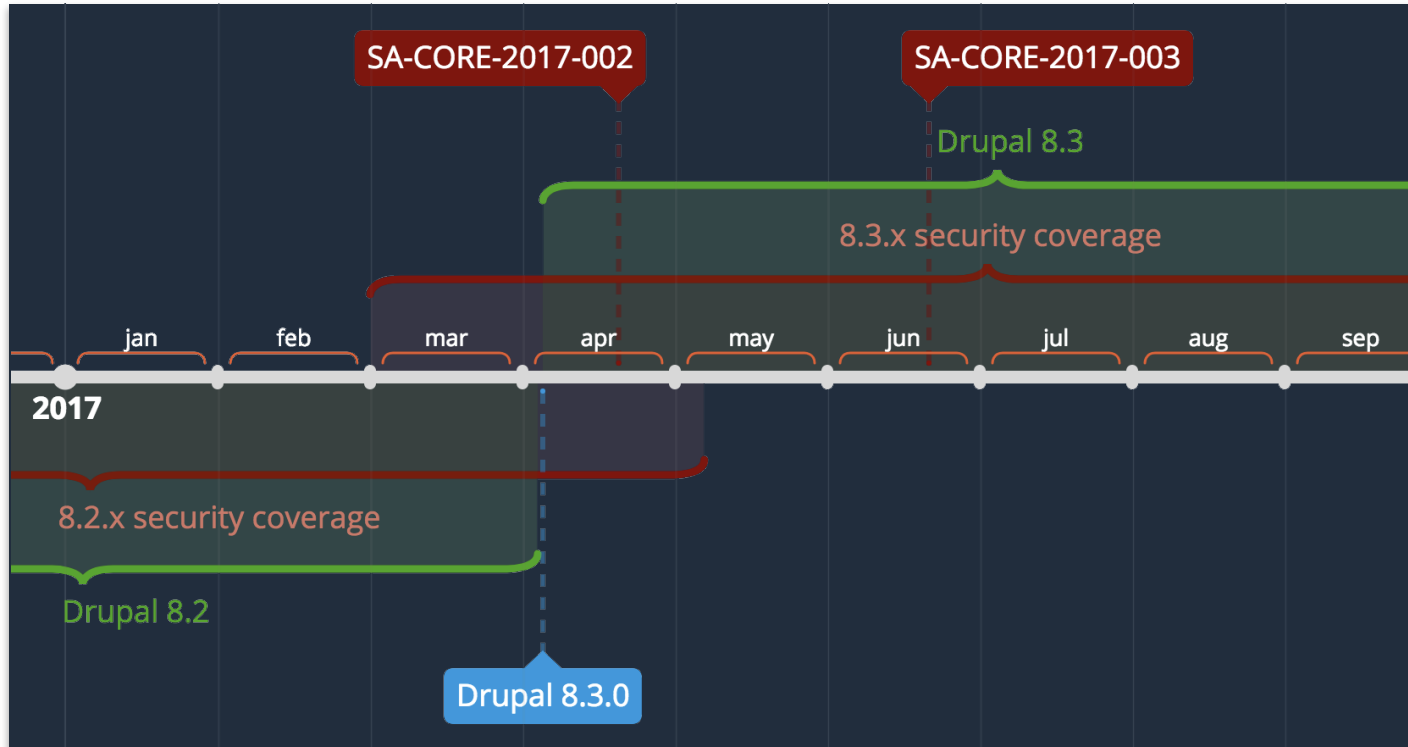 SA-CORE-2017-002
SA-CORE-2017-003
Drupal 8.3
8.3.x security coverage
jan
feb
mar
apr
may
jun
jul
aug
sep
2017
8.2.x security coverage
Drupal 8.2
Drupal 8.3.0